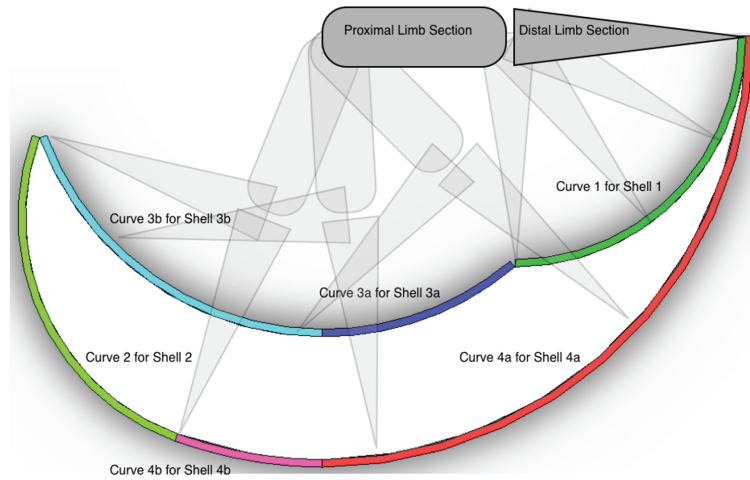 Proximal Limb Section
Distal Limb Section
Curve 1 for Shell 1
Curve 3b for Shell 3b
Curve 3a for Shell 3a
Curve 2 for Shell 2
Curve 4a for Shell 4a
Curve 4b for Shell 4b